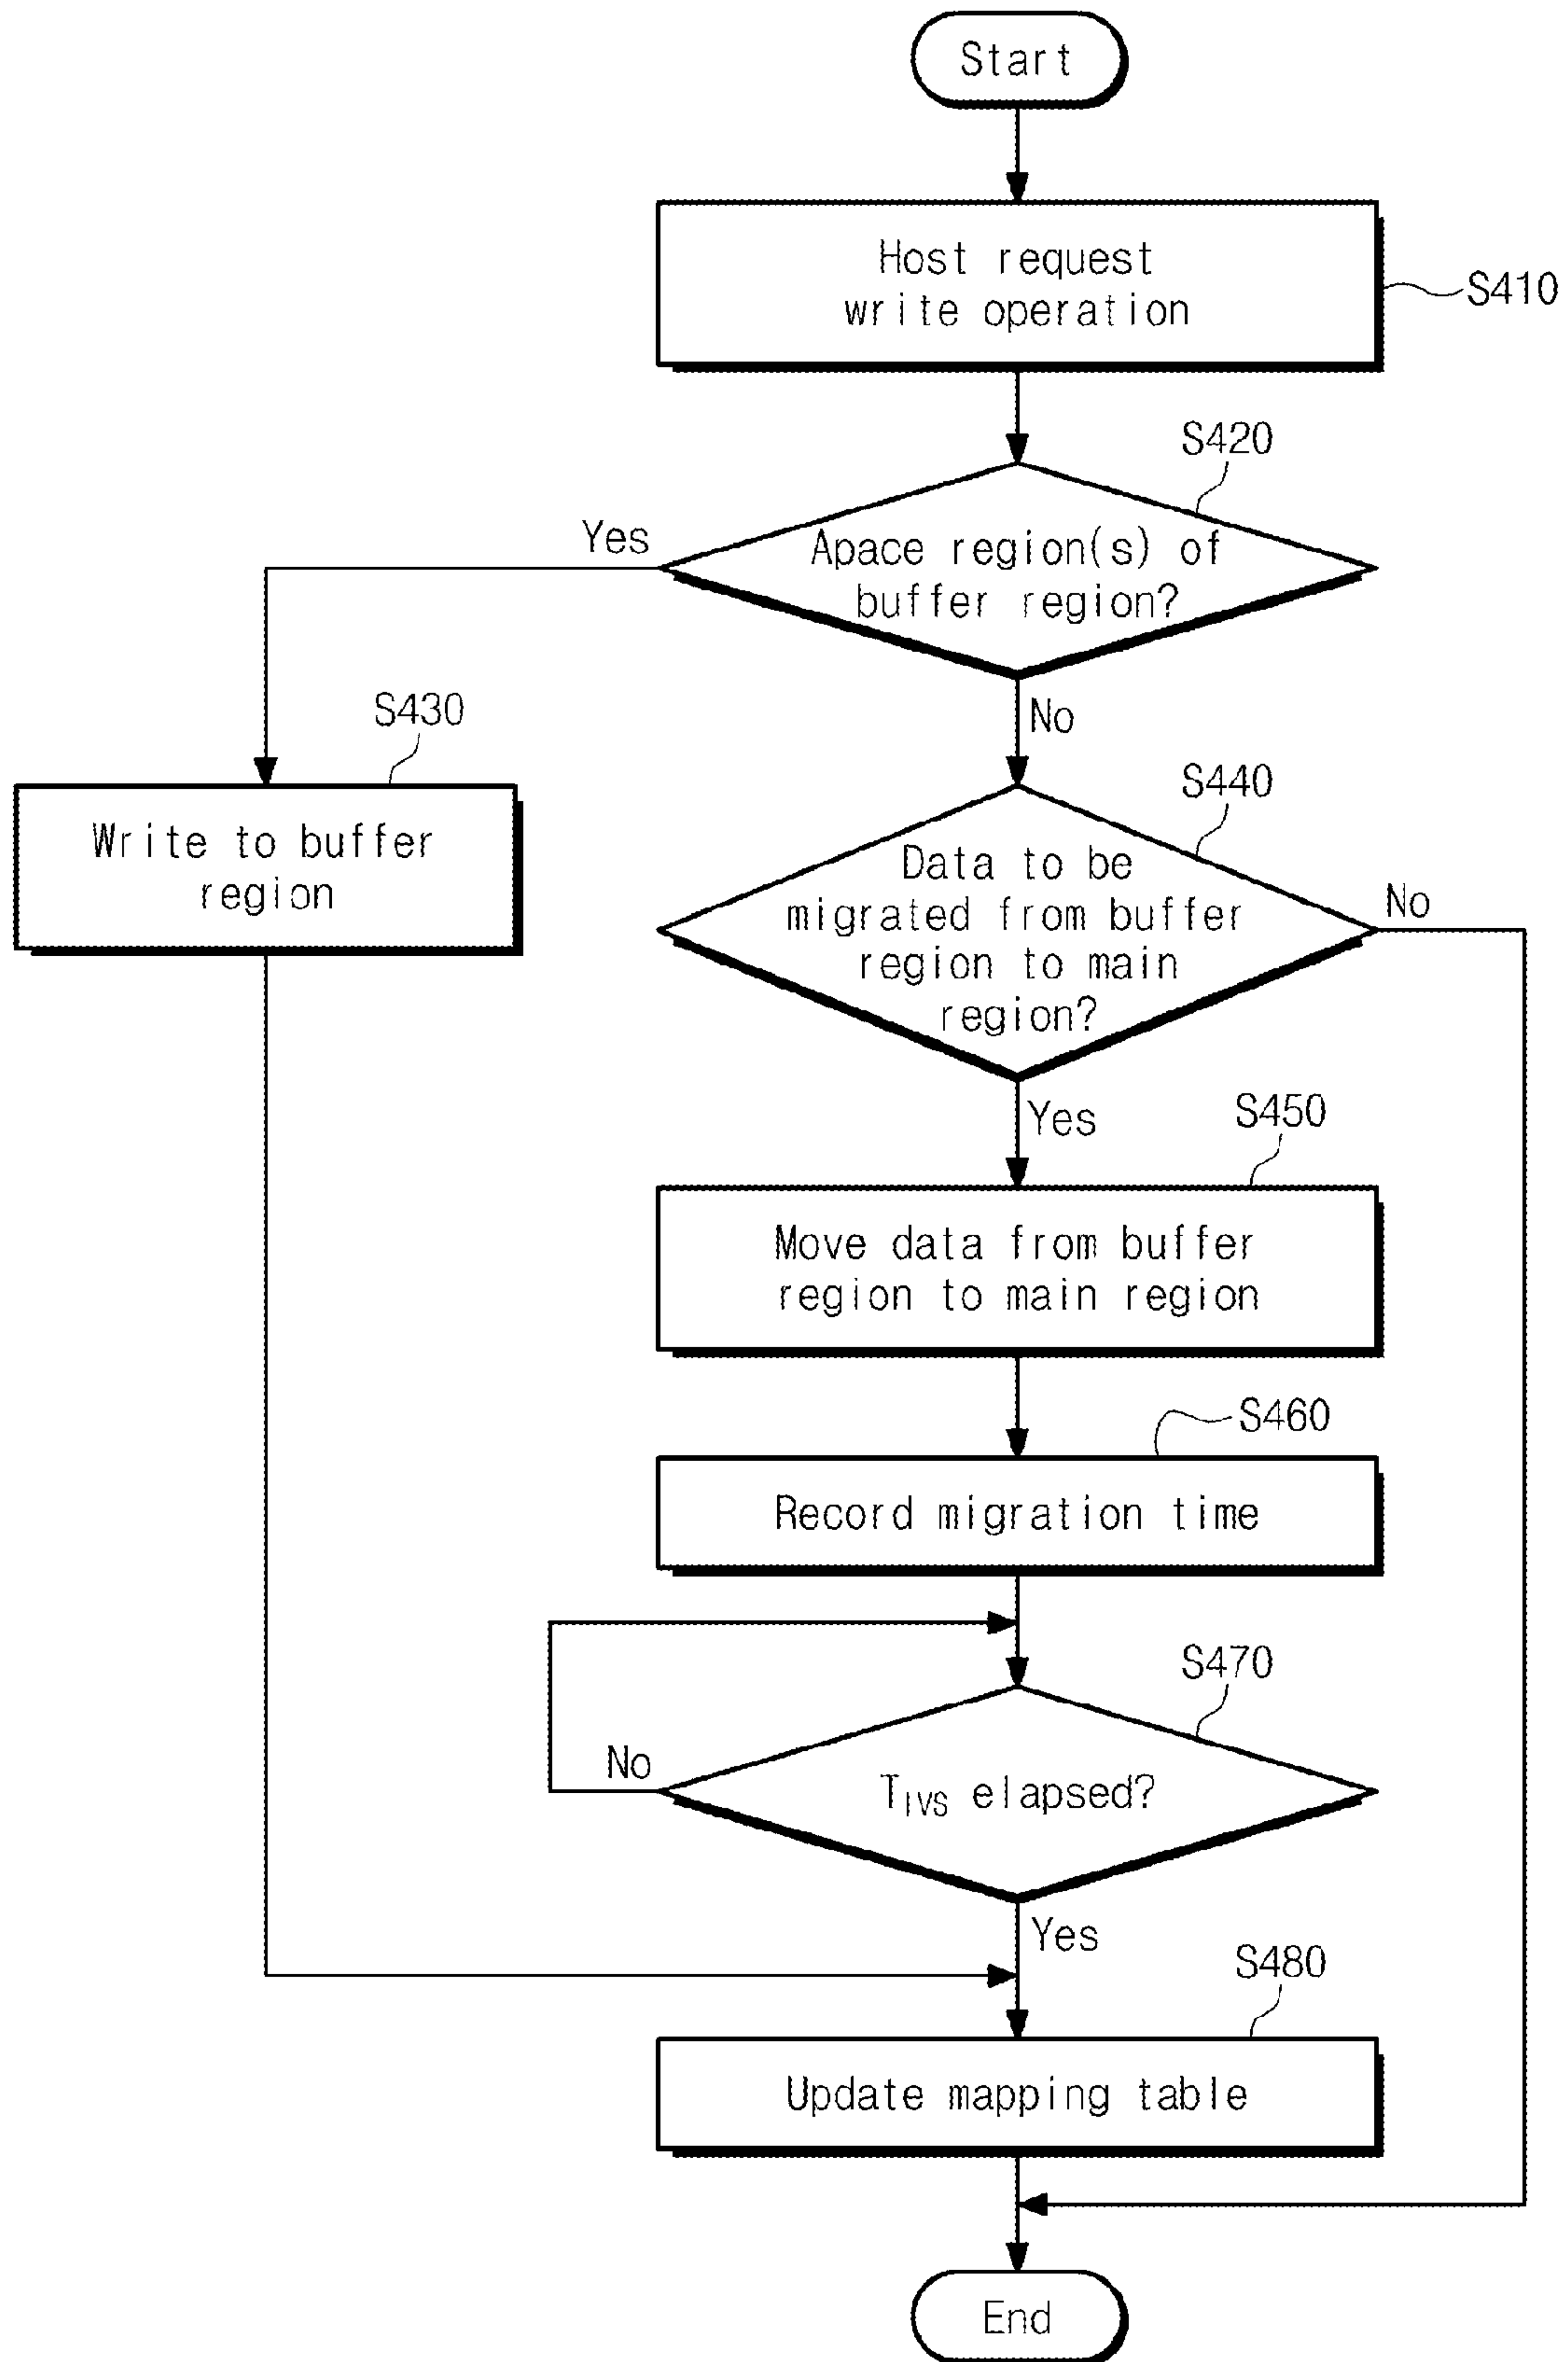 Start
Host request
write operation
S410
S420
Yes
Apace region(s) of
buffer region?
No
S430
Write to buffer
region
S440
Data to be
migrated from buffer
region to main
region?
No
Yes
S450
Move data from buffer
region to main region
S460
Record migration time
S470
No
TIVS elapsed?
Yes
S480
Update mapping table
End